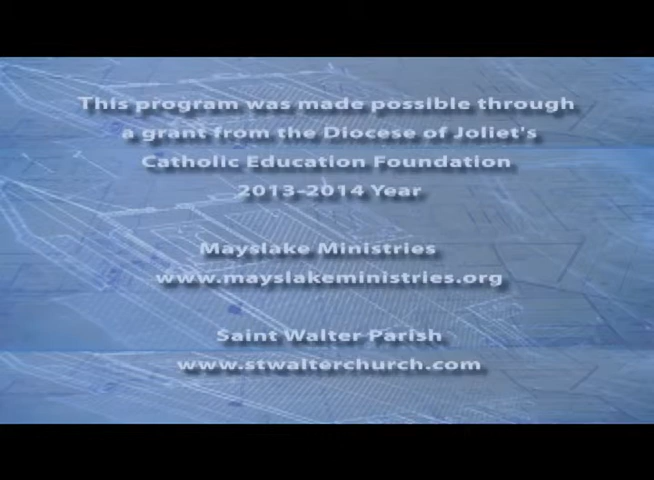 This program was made possible through
a grant from the Diocese of Joliet's
Catholic Education Foundation
2013-2014 Year
Mayslake Ministries
www.mayslakeministries.org
Saint Walter Parish
www.stwalterchurch.com